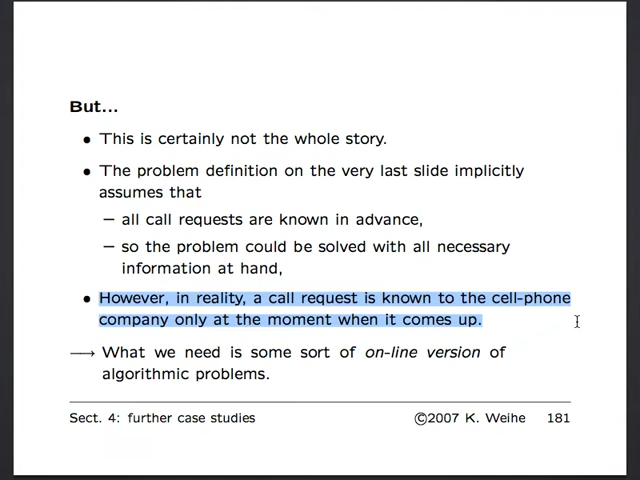 But...
• This is certainly not the whole story.
• The problem definition on the very last slide implicitly
assumes that
– all call requests are known in advance,
– so the problem could be solved with all necessary
information at hand,
• However, in reality, a call request is known to the cell-phone
company only at the moment when it comes up.
⟶ What we need is some sort of on-line version of
algorithmic problems.
Sect. 4: further case studies ©2007 K. Weihe 181